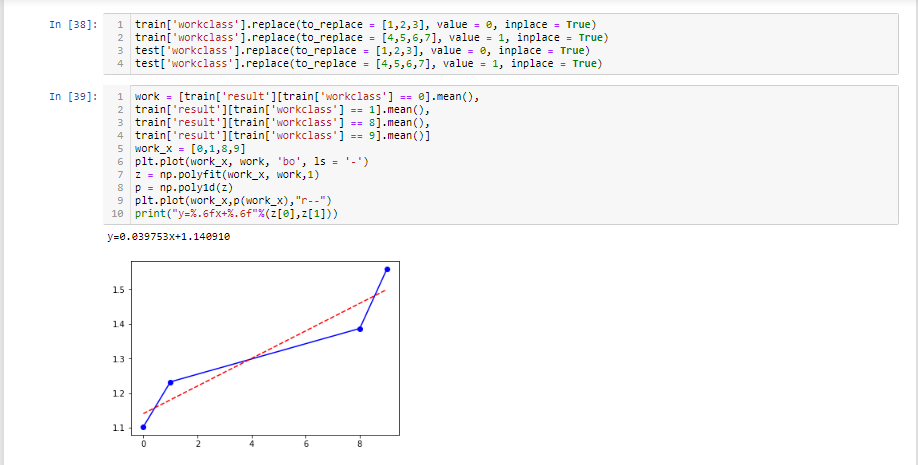 In [38]:
1 train['workclass'].replace(to_replace = [1,2,3], value = 0, inplace = True)
2 train['workclass'].replace(to_replace = [4,5,6,7], value = 1, inplace = True)
3 test['workclass'].replace(to_replace = [1,2,3], value = 0, inplace = True)
4 test['workclass'].replace(to_replace = [4,5,6,7], value = 1, inplace = True)
In [39]:
1 work = [train['result'][train['workclass'] == 0].mean(),
2 train['result'][train['workclass'] == 1].mean(),
3 train['result'][train['workclass'] == 8].mean(),
4 train['result'][train['workclass'] == 9].mean()]
5 work_x = [0,1,8,9]
6 plt.plot(work_x, work, 'bo', ls = '-')
7 z = np.polyfit(work_x, work,1)
8 p = np.poly1d(z)
9 plt.plot(work_x,p(work_x),"r--")
10 print("y=%.6fx+%.6f"%(z[0],z[1]))
y=0.039753x+1.140910
1.5
1.4
1.3
1.2
1.1
0 2 4 6 8